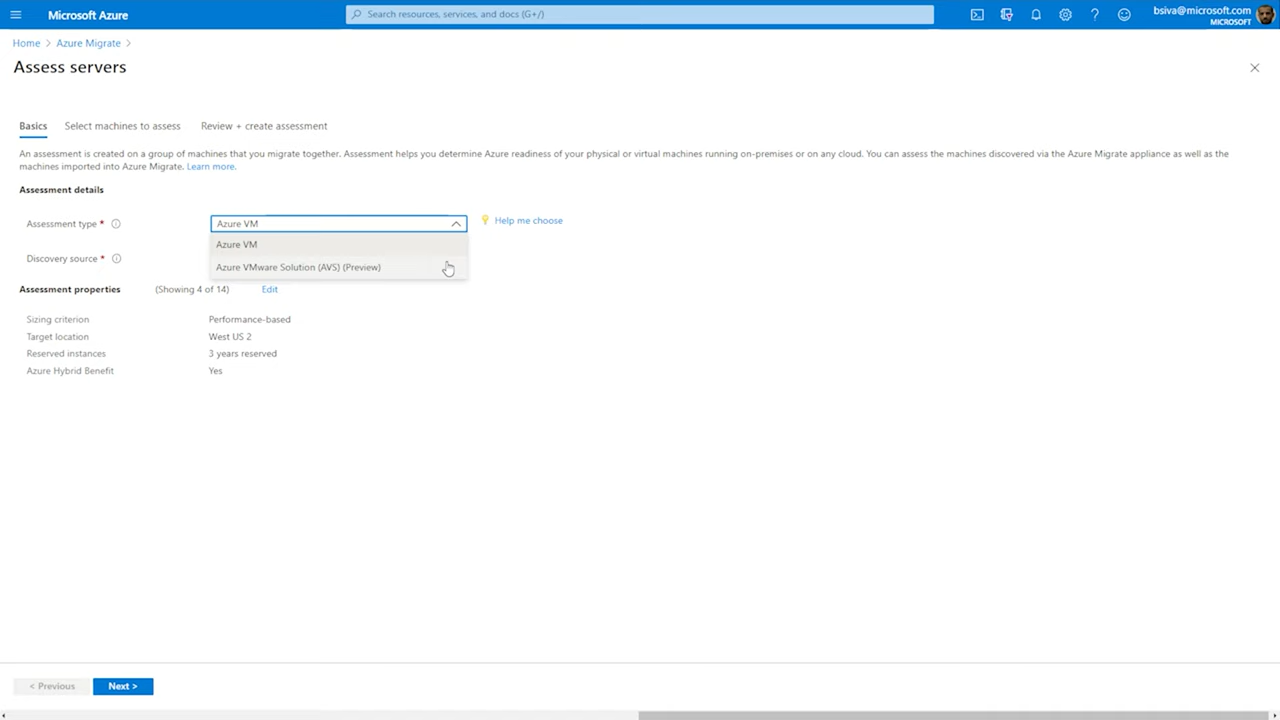 Microsoft Azure
Search resources, services, and docs (G+/)
bsiva@microsoft.com
MICROSOFT
Home > Azure Migrate >
Assess servers
Basics Select machines to assess Review + create assessment
An assessment is created on a group of machines that you migrate together. Assessment helps you determine Azure readiness of your physical or virtual machines running on-premises or on any cloud. You can assess the machines discovered via the Azure Migrate appliance as well as the
machines imported into Azure Migrate. Learn more.
Assessment details
Assessment type * Azure VM Help me choose
Azure VM
Discovery source *
Azure VMware Solution (AVS) (Preview)
Assessment properties (Showing 4 of 14) Edit
Sizing criterion Performance-based
Target location West US 2
Reserved instances 3 years reserved
Azure Hybrid Benefit Yes
< Previous Next >